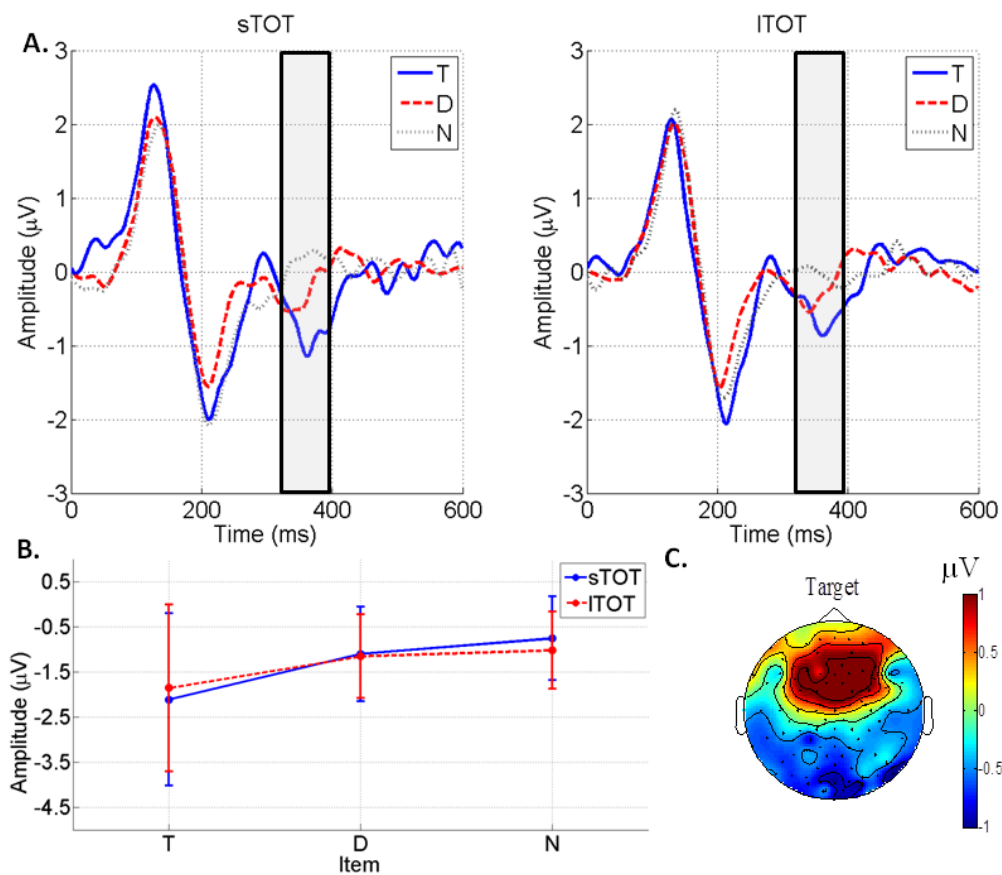 A.
sTOT
3
2
1
0
-1
-2
-3
Amplitude (µV)
T
D
N
0 200 400 600
Time (ms)
lTOT
3
2
1
0
-1
-2
-3
Amplitude (µV)
T
D
N
0 200 400 600
Time (ms)
B.
0.5
-0.5
-1.5
-2.5
-3.5
-4.5
Amplitude (µV)
sTOT
lTOT
T D N
Item
C.
Target
µV
1
0.5
0
-0.5
-1